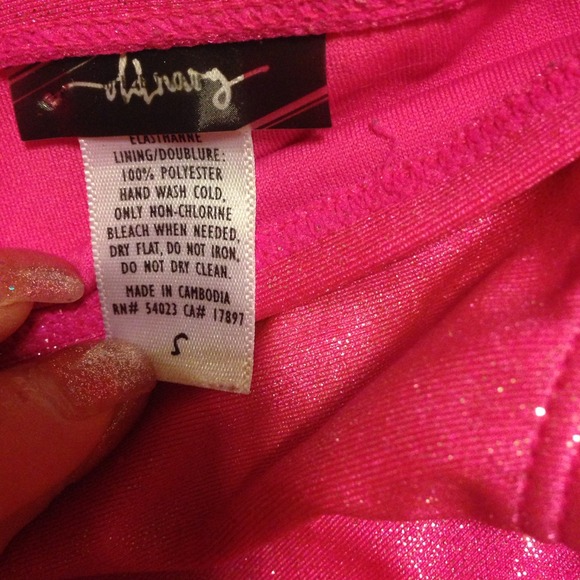 old navy
ELASTHANNE
LINING/DOUBLURE:
100% POLYESTER
HAND WASH COLD.
ONLY NON-CHLORINE
BLEACH WHEN NEEDED.
DRY FLAT, DO NOT IRON,
DO NOT DRY CLEAN.
MADE IN CAMBODIA
RN# 54023 CA# 17897
S